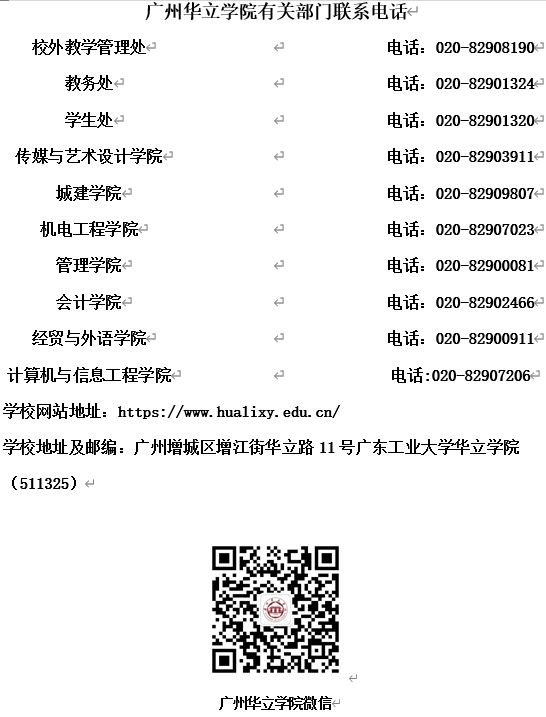 广州华立学院有关部门联系电话
校外教学管理处 电话：020-82908190
教务处 电话：020-82901324
学生处 电话：020-82901320
传媒与艺术设计学院 电话：020-82903911
城建学院 电话：020-82909807
机电工程学院 电话：020-82907023
管理学院 电话：020-82900081
会计学院 电话：020-82902466
经贸与外语学院 电话：020-82900911
计算机与信息工程学院 电话:020-82907206
学校网站地址：https://www.hualixy.edu.cn/
学校地址及邮编：广州增城区增江街华立路 11 号广东工业大学华立学院
（511325）
广州华立学院微信